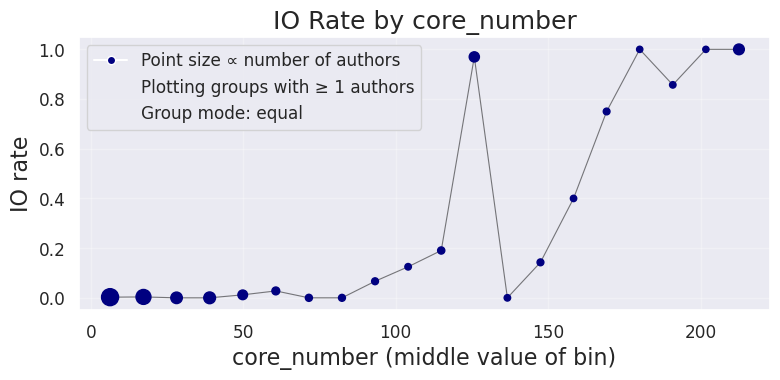 IO Rate by core_number
1.0
0.8
0.6
0.4
0.2
0.0
IO rate
Point size ∝ number of authors
Plotting groups with ≥ 1 authors
Group mode: equal
0 50 100 150 200
core_number (middle value of bin)